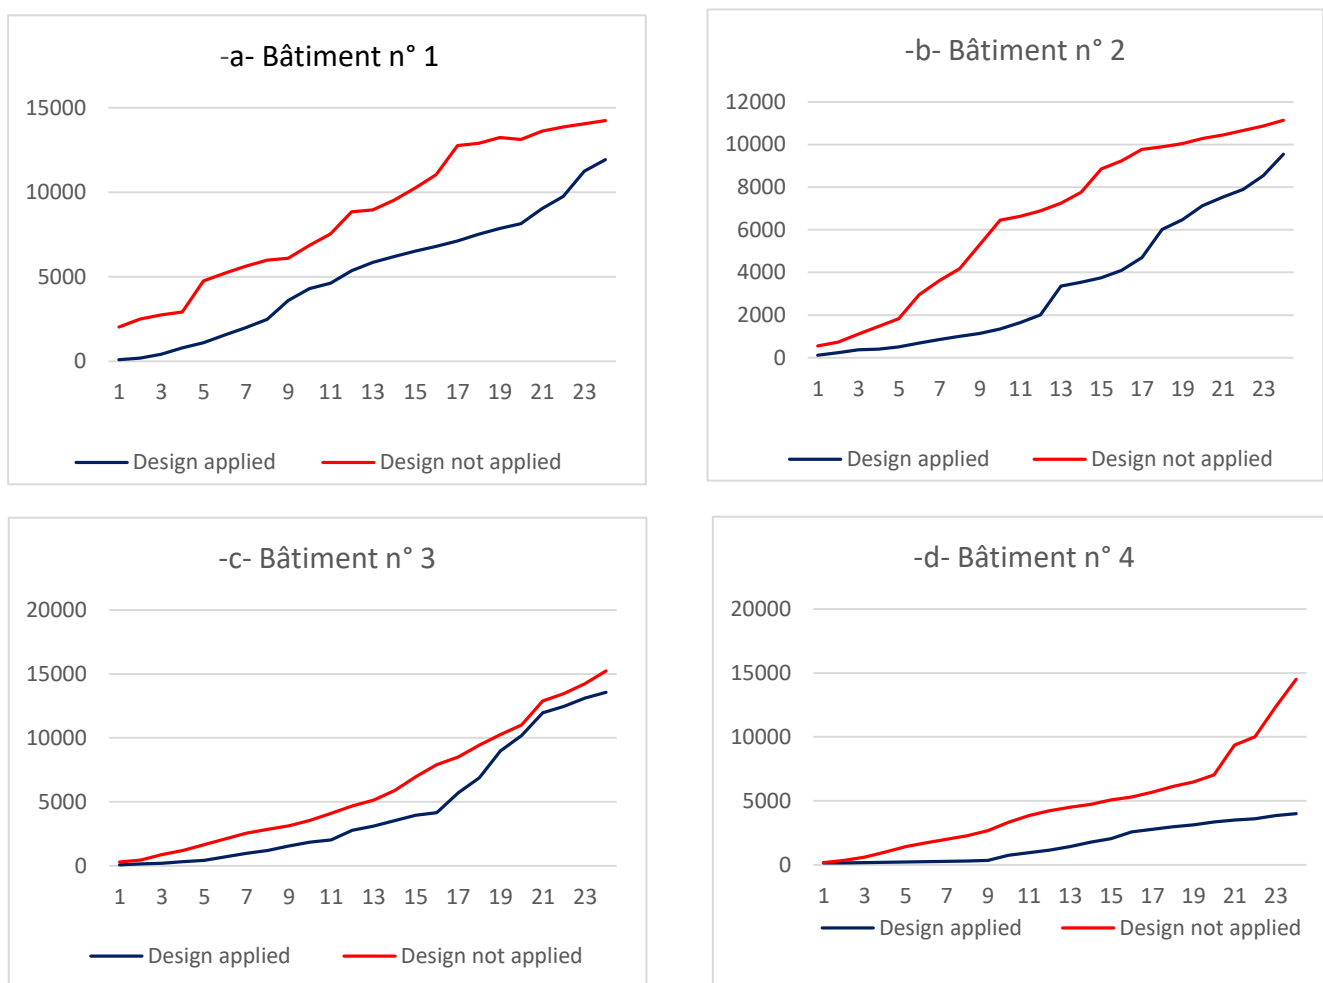 -a- Bâtiment n° 1
15000
10000
5000
0
1 3 5 7 9 11 13 15 17 19 21 23
Design applied Design not applied
-b- Bâtiment n° 2
12000
10000
8000
6000
4000
2000
0
1 3 5 7 9 11 13 15 17 19 21 23
Design applied Design not applied
-c- Bâtiment n° 3
20000
15000
10000
5000
0
1 3 5 7 9 11 13 15 17 19 21 23
Design applied Design not applied
-d- Bâtiment n° 4
20000
15000
10000
5000
0
1 3 5 7 9 11 13 15 17 19 21 23
Design applied Design not applied